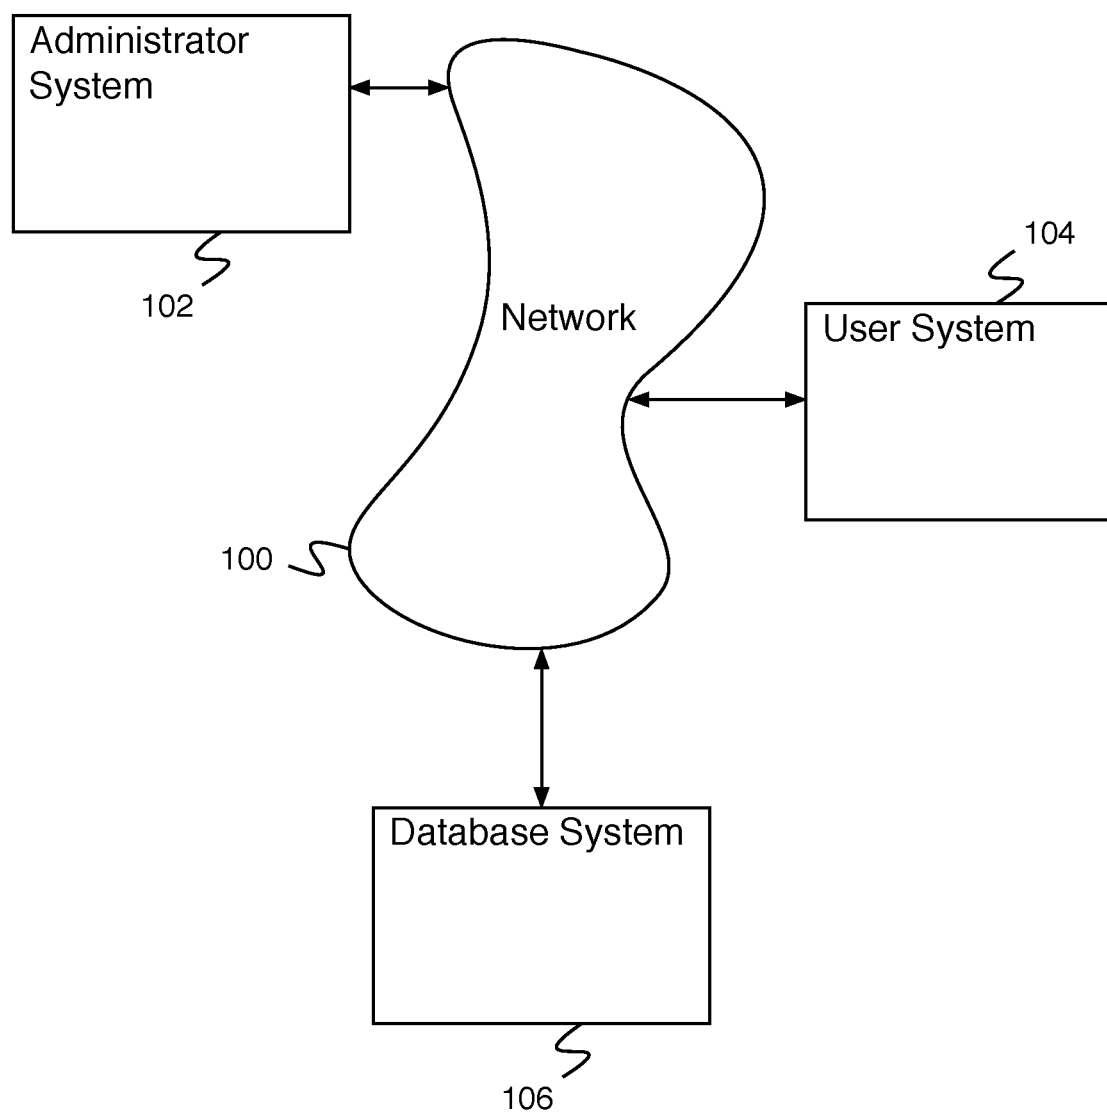 Administrator
System
102
104
Network
User System
100
Database System
106